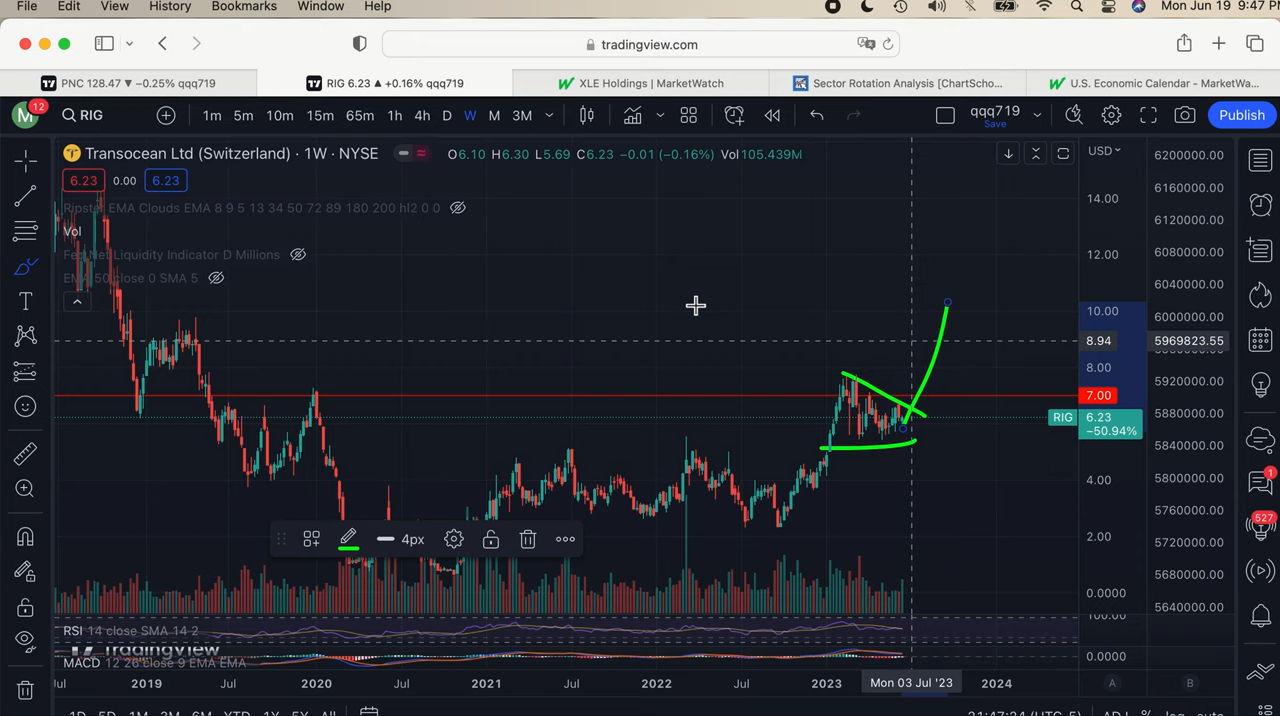 File Edit View History Bookmarks Window Help Mon Jun 19 9:47 P
tradingview.com
PNC 128.47 ▼ −0.25% qqq719 RIG 6.23 ▲ +0.16% qqq719 XLE Holdings | MarketWatch Sector Rotation Analysis [ChartScho... U.S. Economic Calendar - MarketWa...
M 12 RIG 1m 5m 10m 15m 65m 1h 4h D W M 3M qqq719 Save Publish
Transocean Ltd (Switzerland) · 1W · NYSE O6.10 H6.30 L5.69 C6.23 −0.01 (−0.16%) Vol105.439M USD
6.23 0.00 6.23
Ripster EMA Clouds EMA 8 9 5 13 34 50 72 89 180 200 hl2 0 0
Vol
Fed Net Liquidity Indicator D Millions
EMA 50 close 0 SMA 5
14.00
12.00
10.00
8.94
8.00
7.00
RIG 6.23
−50.94%
4.00
2.00
0.0000
6200000.00
6160000.00
6120000.00
6080000.00
6040000.00
6000000.00
5969823.55
5920000.00
5880000.00
5840000.00
5800000.00
5760000.00
5720000.00
5680000.00
5640000.00
1
527
4px
RSI 14 close SMA 14 2
100.00
TradingView
MACD 12 26 close 9 EMA EMA
0.0000
ul 2019 Jul 2020 Jul 2021 Jul 2022 Jul 2023 Mon 03 Jul '23 2024 A B
1D 5D 1M 3M 6M YTD 1Y 5Y All 21:47:24 (UTC-5) ADJ % log auto